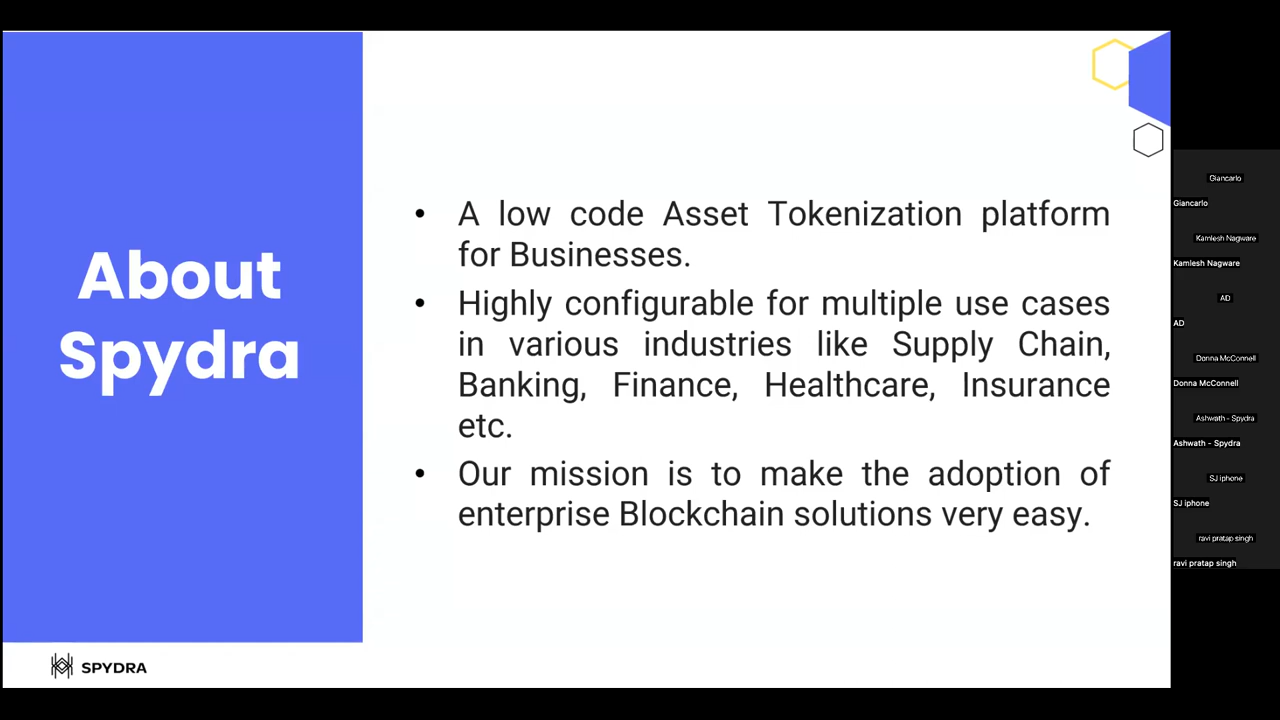 About
Spydra
• A low code Asset Tokenization platform
for Businesses.
• Highly configurable for multiple use cases
in various industries like Supply Chain,
Banking, Finance, Healthcare, Insurance
etc.
• Our mission is to make the adoption of
enterprise Blockchain solutions very easy.
SPYDRA
Giancarlo
Giancarlo
Kamlesh Nagware
Kamlesh Nagware
AD
AD
Donna McConnell
Donna McConnell
Ashwath - Spydra
Ashwath - Spydra
SJ iphone
SJ iphone
ravi pratap singh
ravi pratap singh